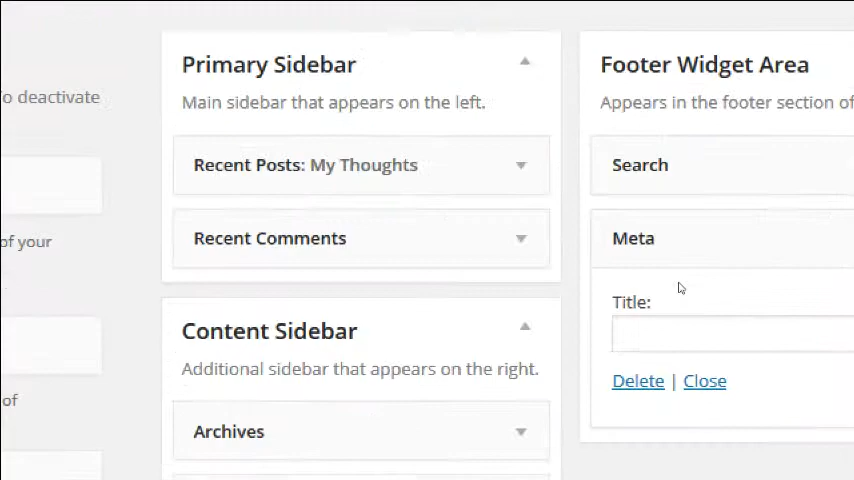 o deactivate
of your
of
Primary Sidebar
Main sidebar that appears on the left.
Recent Posts: My Thoughts
Recent Comments
Content Sidebar
Additional sidebar that appears on the right.
Archives
Footer Widget Area
Appears in the footer section of
Search
Meta
Title:
Delete | Close